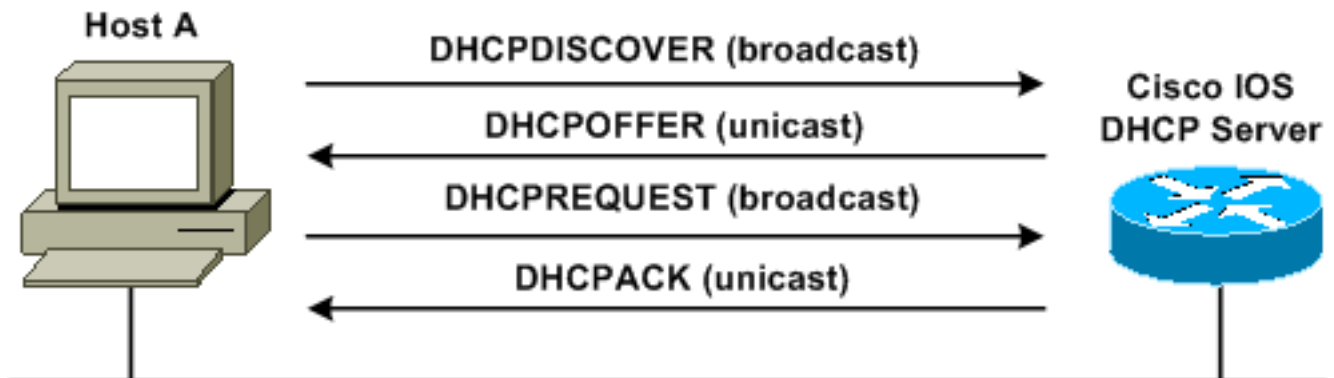 Host A
DHCPDISCOVER (broadcast)
DHCPOFFER (unicast)
DHCPREQUEST (broadcast)
DHCPACK (unicast)
Cisco IOS
DHCP Server